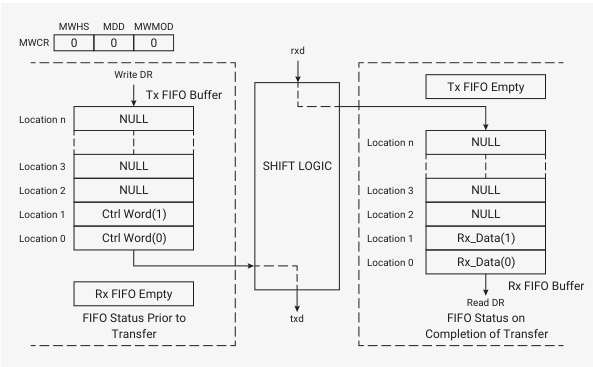 MWHS MDD MWMOD
MWCR 0 0 0
Write DR
Tx FIFO Buffer
Location n NULL
Location 3 NULL
Location 2 NULL
Location 1 Ctrl Word(1)
Location 0 Ctrl Word(0)
Rx FIFO Empty
FIFO Status Prior to
Transfer
rxd
SHIFT LOGIC
txd
Tx FIFO Empty
Location n NULL
Location 3 NULL
Location 2 NULL
Location 1 Rx_Data(1)
Location 0 Rx_Data(0)
Rx FIFO Buffer
Read DR
FIFO Status on
Completion of Transfer